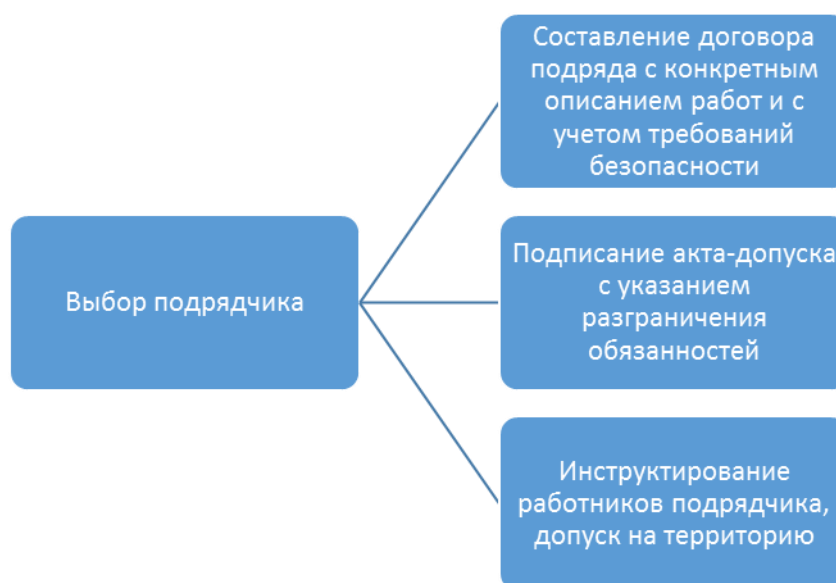 Выбор подрядчика
Составление договора
подряда с конкретным
описанием работ и с
учетом требований
безопасности
Подписание акта-допуска
с указанием
разграничения
обязанностей
Инструктирование
работников подрядчика,
допуск на территорию